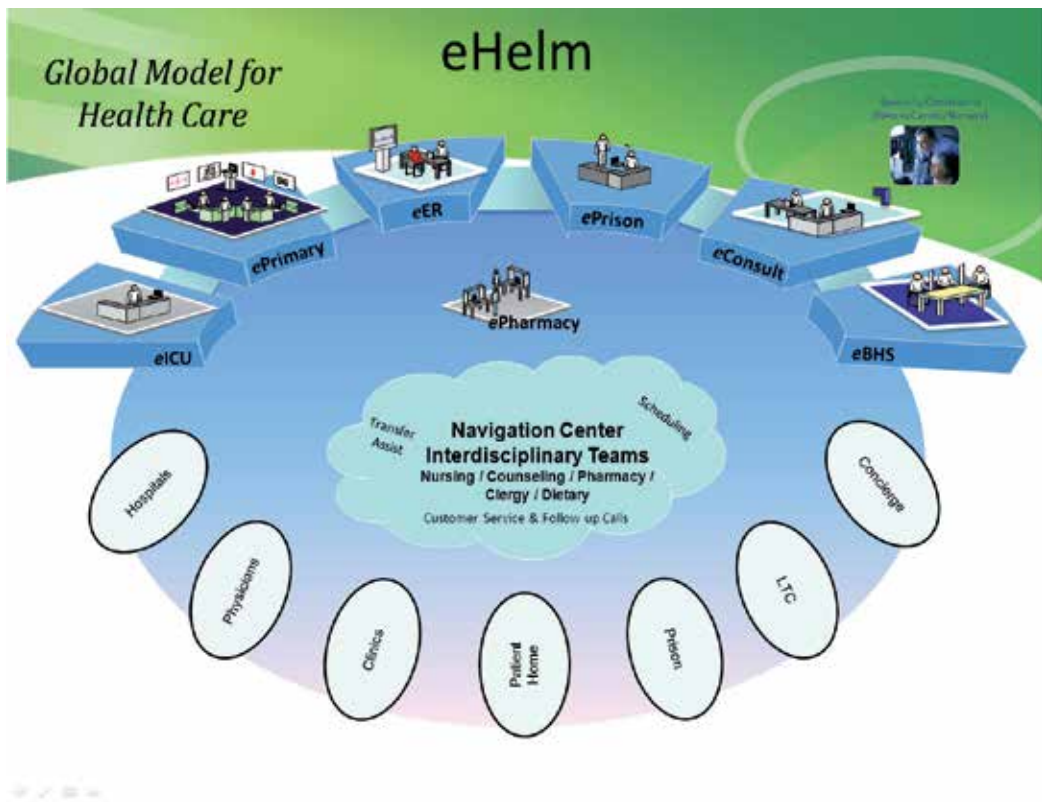 eHelm
Global Model for
Health Care
eICU
ePrimary
eER
ePrison
eConsult
eBHS
ePharmacy
Transfer
Assist
Scheduling
Navigation Center
Interdisciplinary Teams
Nursing / Counseling / Pharmacy /
Clergy / Dietary
Customer Service & Follow up Calls
Hospitals
Physicians
Clinics
Patient
Home
Prison
LTC
Concierge